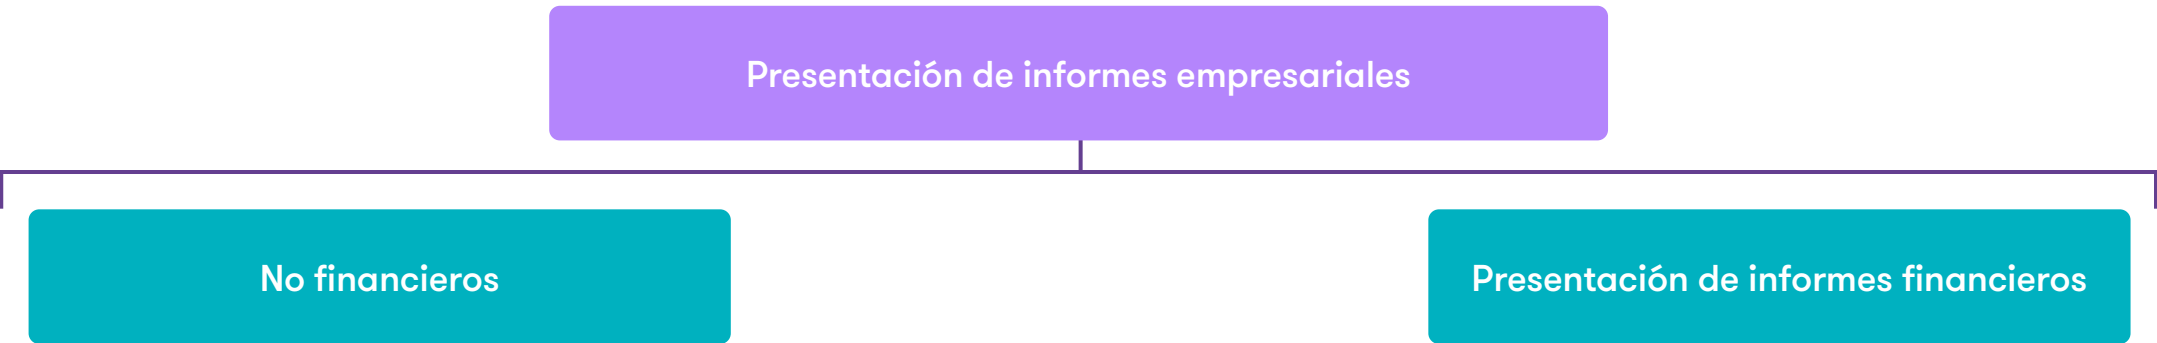 Presentación de informes empresariales
No financieros
Presentación de informes financieros